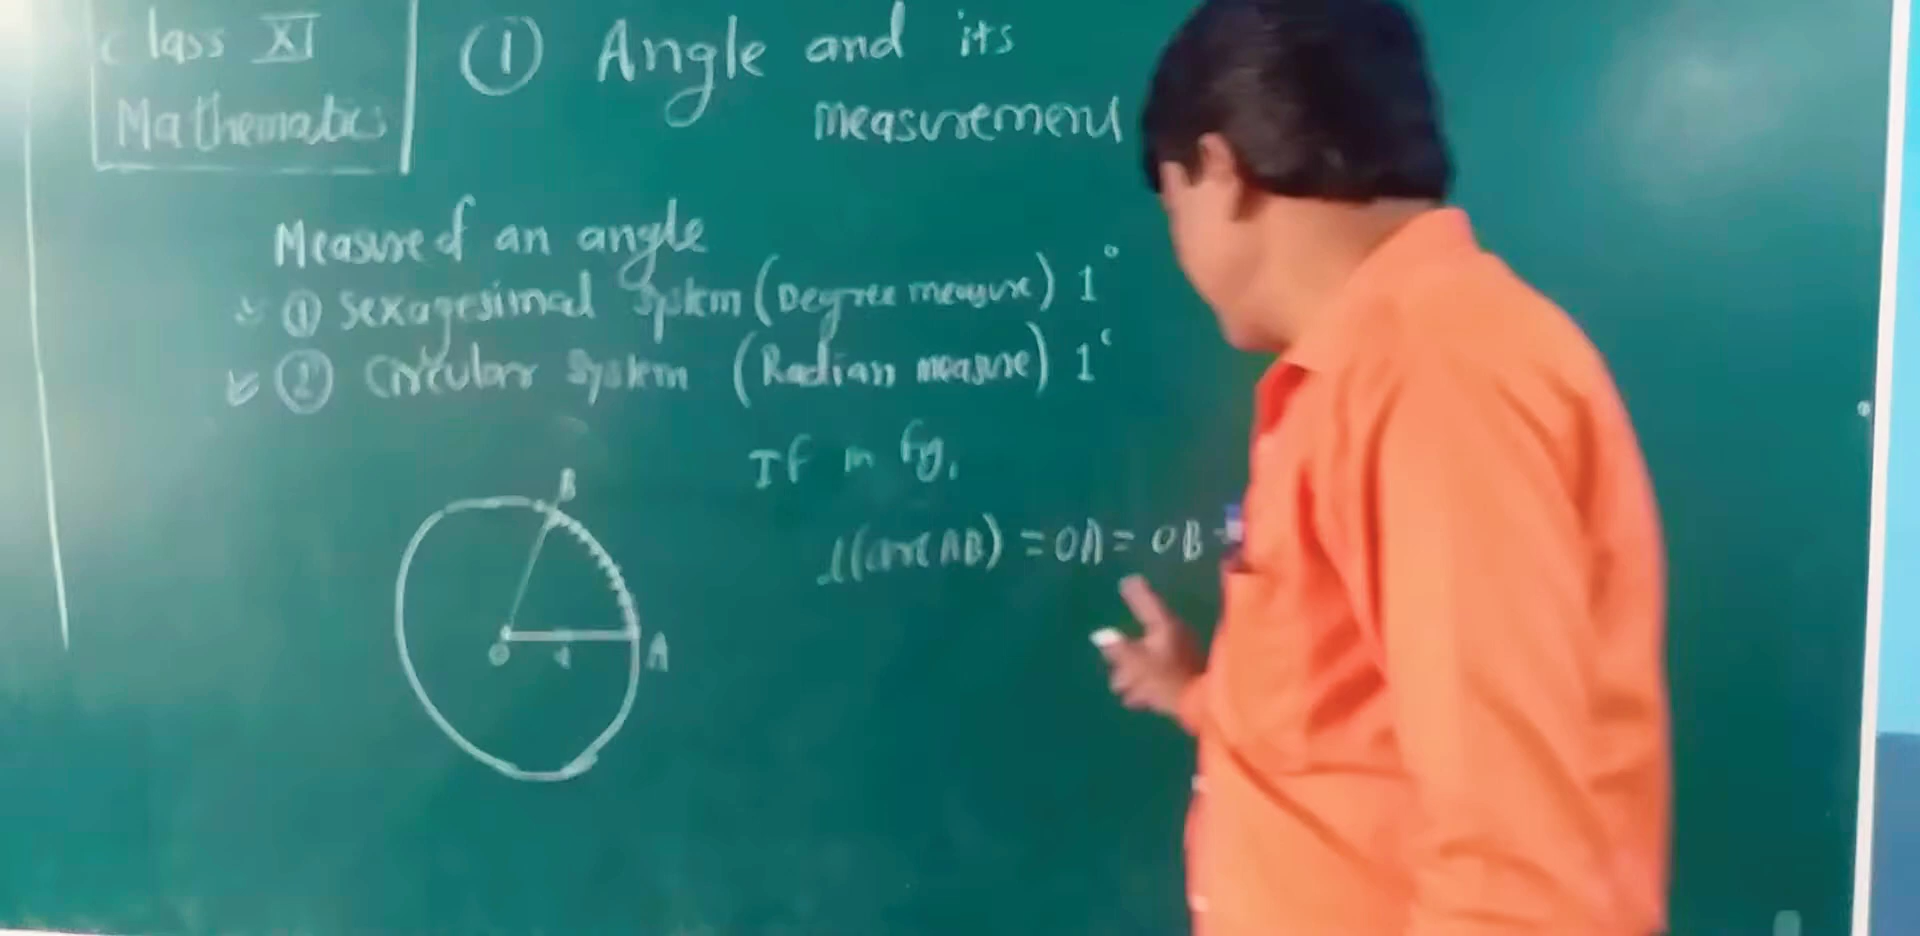 Class XI
Mathematics
① Angle and its
measurement
Measure of an angle
① Sexagesimal System (Degree measure) 1°
② Circular System (Radian measure) 1ᶜ
If in fig.
l(arc AB) = OA = OB
B
O
A